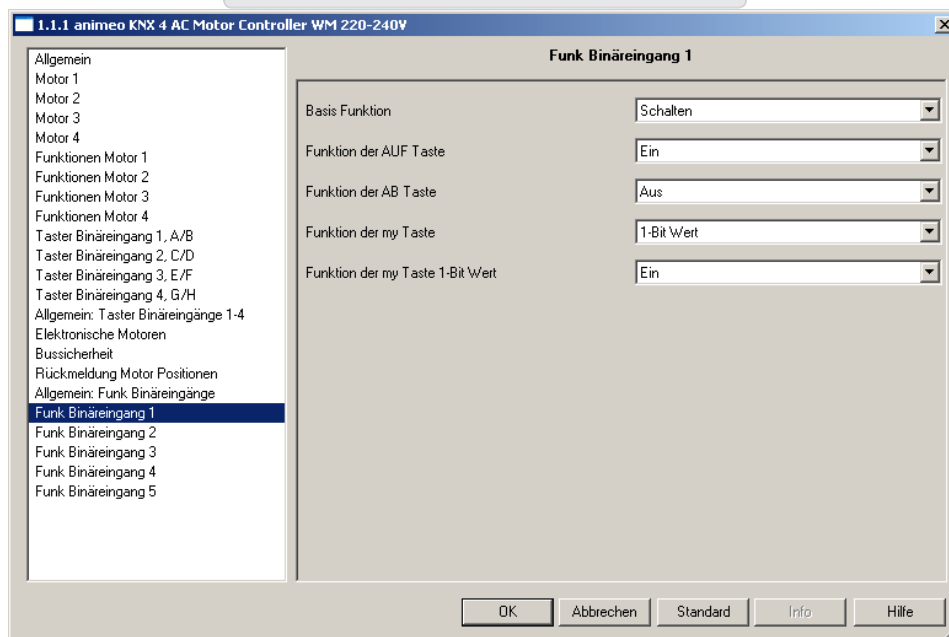 1.1.1 animeo KNX 4 AC Motor Controller WM 220-240V
Allgemein
Motor 1
Motor 2
Motor 3
Motor 4
Funktionen Motor 1
Funktionen Motor 2
Funktionen Motor 3
Funktionen Motor 4
Taster Binäreingang 1, A/B
Taster Binäreingang 2, C/D
Taster Binäreingang 3, E/F
Taster Binäreingang 4, G/H
Allgemein: Taster Binäreingänge 1-4
Elektronische Motoren
Bussicherheit
Rückmeldung Motor Positionen
Allgemein: Funk Binäreingänge
Funk Binäreingang 1
Funk Binäreingang 2
Funk Binäreingang 3
Funk Binäreingang 4
Funk Binäreingang 5
Funk Binäreingang 1
Basis Funktion Schalten
Funktion der AUF Taste Ein
Funktion der AB Taste Aus
Funktion der my Taste 1-Bit Wert
Funktion der my Taste 1-Bit Wert Ein
OK Abbrechen Standard Info Hilfe